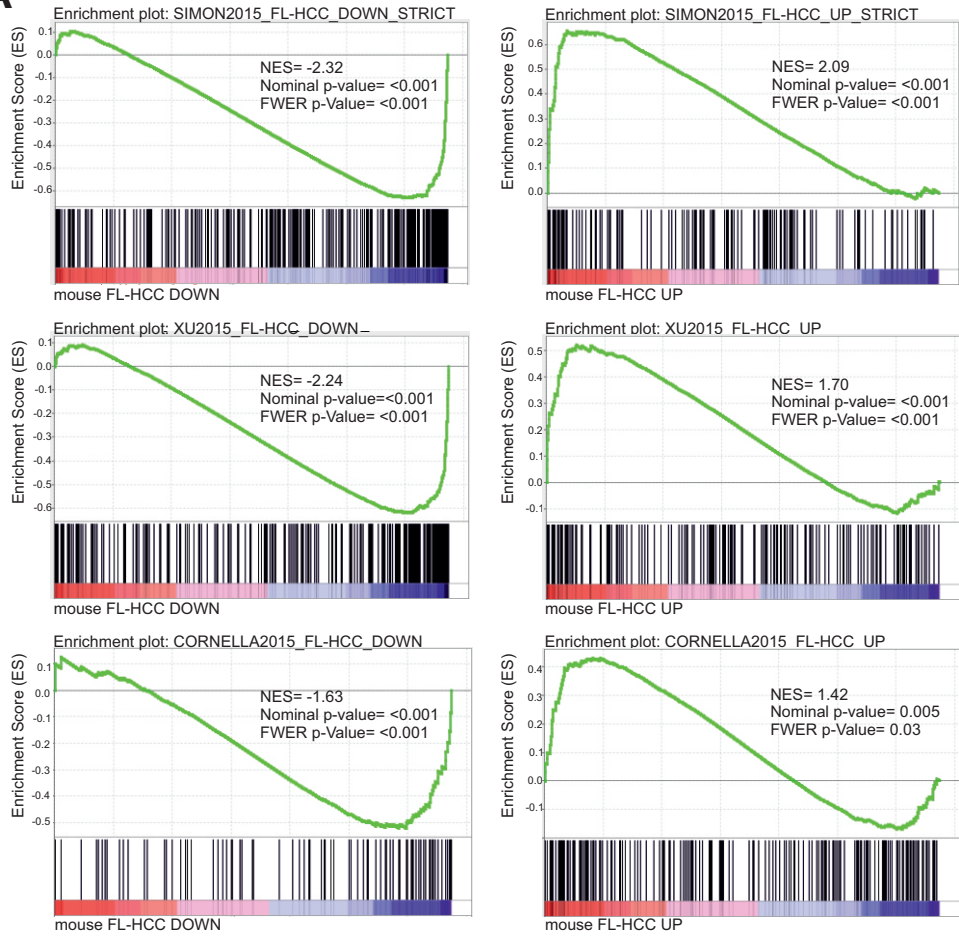 Enrichment plot: SIMON2015_FL-HCC_DOWN_STRICT
Enrichment Score (ES)
0.1
0.0
-0.1
-0.2
-0.3
-0.4
-0.5
-0.6
NES= -2.32
Nominal p-value= <0.001
FWER p-Value= <0.001
mouse FL-HCC DOWN
Enrichment plot: SIMON2015_FL-HCC_UP_STRICT
Enrichment Score (ES)
0.6
0.5
0.4
0.3
0.2
0.1
0.0
NES= 2.09
Nominal p-value= <0.001
FWER p-Value= <0.001
mouse FL-HCC UP
Enrichment plot: XU2015_FL-HCC_DOWN
Enrichment Score (ES)
0.1
0.0
-0.1
-0.2
-0.3
-0.4
-0.5
-0.6
NES= -2.24
Nominal p-value=<0.001
FWER p-Value= <0.001
mouse FL-HCC DOWN
Enrichment plot: XU2015_FL-HCC_UP
Enrichment Score (ES)
0.5
0.4
0.3
0.2
0.1
0.0
-0.1
NES= 1.70
Nominal p-value= <0.001
FWER p-Value= <0.001
mouse FL-HCC UP
Enrichment plot: CORNELLA2015_FL-HCC_DOWN
Enrichment Score (ES)
0.1
0.0
-0.1
-0.2
-0.3
-0.4
-0.5
NES= -1.63
Nominal p-value= <0.001
FWER p-Value= <0.001
mouse FL-HCC DOWN
Enrichment plot: CORNELLA2015_FL-HCC_UP
Enrichment Score (ES)
0.4
0.3
0.2
0.1
0.0
-0.1
NES= 1.42
Nominal p-value= 0.005
FWER p-Value= 0.03
mouse FL-HCC UP